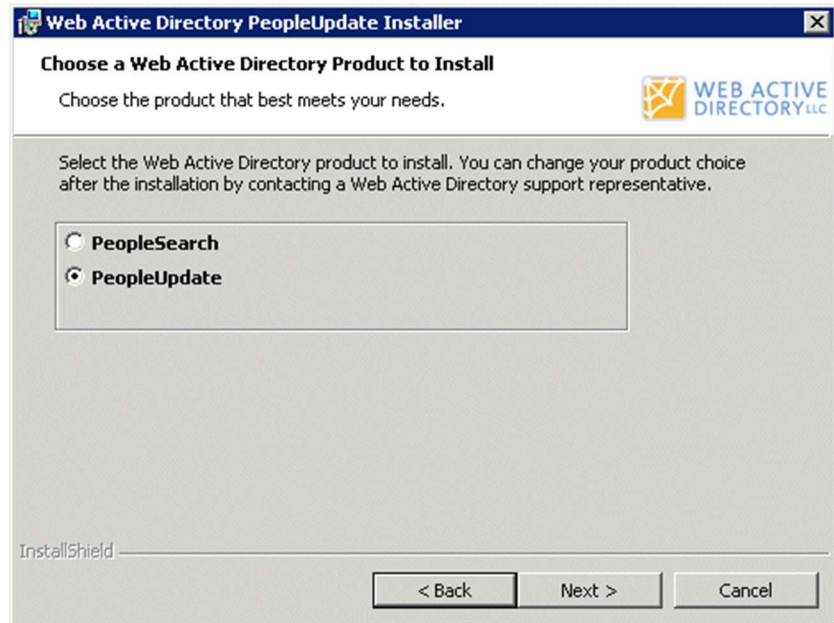 Web Active Directory PeopleUpdate Installer
Choose a Web Active Directory Product to Install
Choose the product that best meets your needs.
WEB ACTIVE
DIRECTORY LLC
Select the Web Active Directory product to install. You can change your product choice
after the installation by contacting a Web Active Directory support representative.
PeopleSearch
PeopleUpdate
InstallShield
< Back
Next >
Cancel